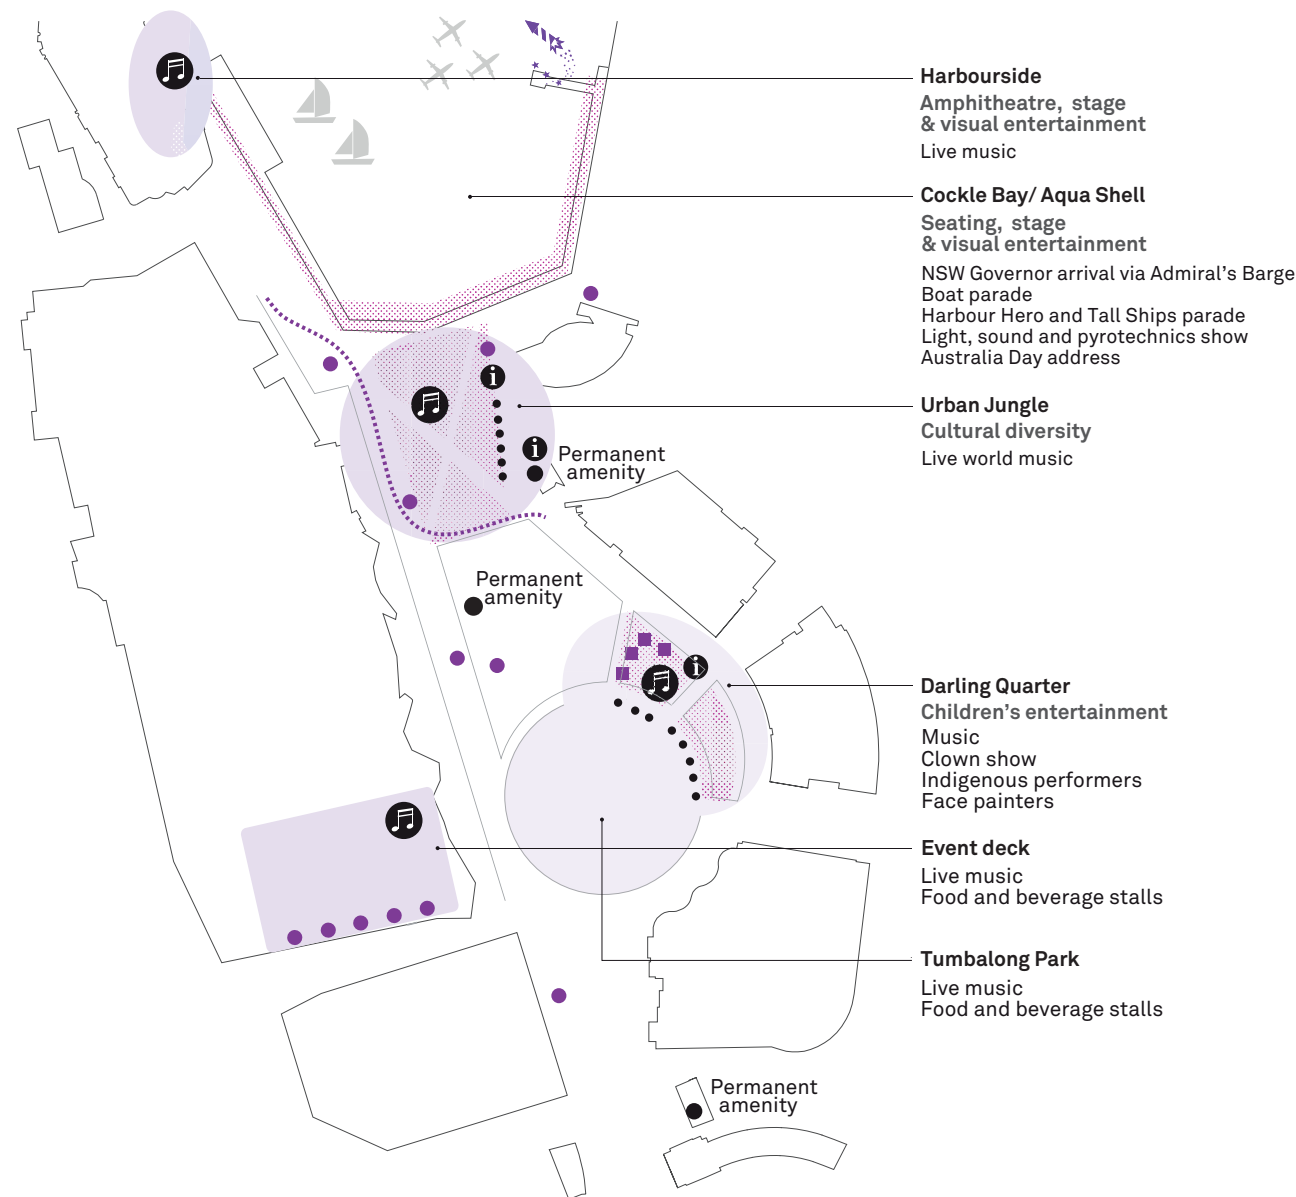 Harbourside
Amphitheatre, stage
& visual entertainment
Live music
Cockle Bay/ Aqua Shell
Seating, stage
& visual entertainment
NSW Governor arrival via Admiral's Barge
Boat parade
Harbour Hero and Tall Ships parade
Light, sound and pyrotechnics show
Australia Day address
Urban Jungle
Cultural diversity
Live world music
i
i
Permanent
amenity
Permanent
amenity
i
Darling Quarter
Children's entertainment
Music
Clown show
Indigenous performers
Face painters
Event deck
Live music
Food and beverage stalls
Tumbalong Park
Live music
Food and beverage stalls
Permanent
amenity